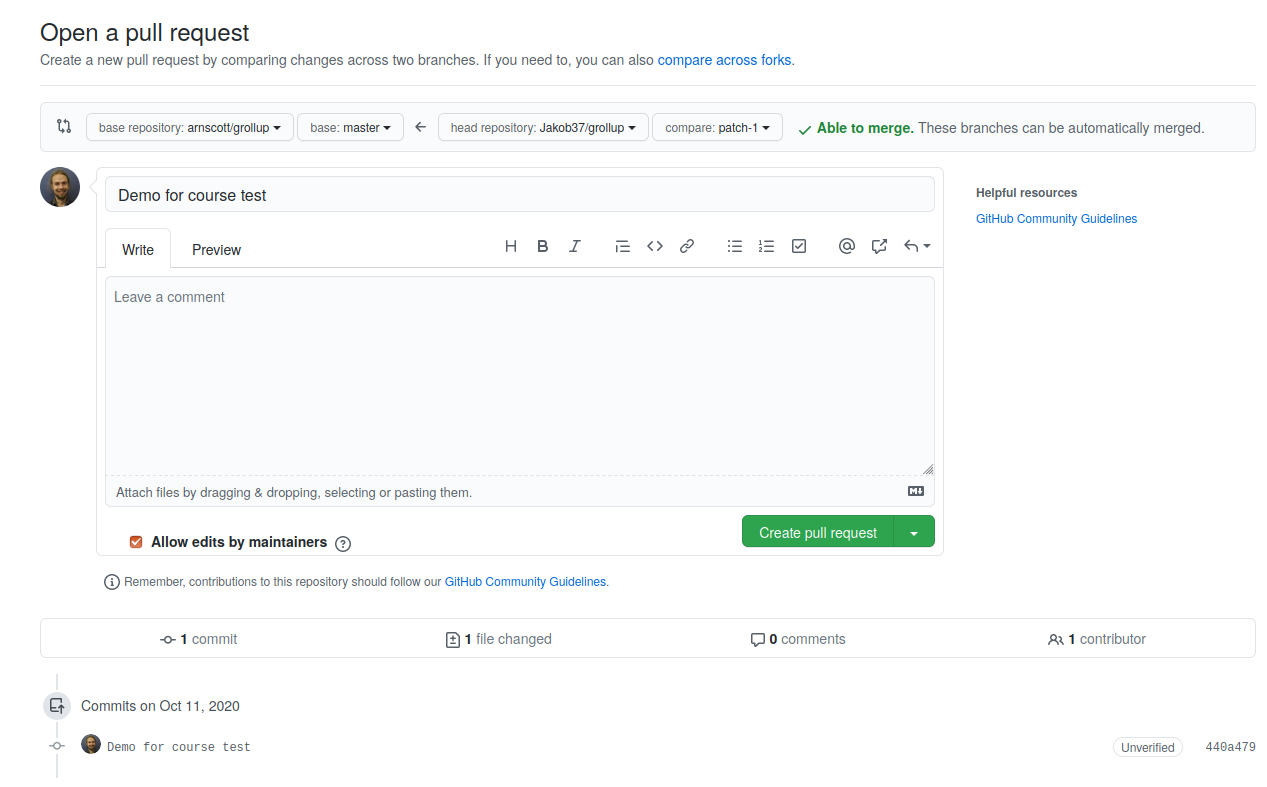 Open a pull request
Create a new pull request by comparing changes across two branches. If you need to, you can also compare across forks.
base repository: arnscott/grollup base: master head repository: Jakob37/grollup compare: patch-1 Able to merge. These branches can be automatically merged.
Demo for course test
Helpful resources
GitHub Community Guidelines
Write Preview
Leave a comment
Attach files by dragging & dropping, selecting or pasting them.
Allow edits by maintainers
Create pull request
Remember, contributions to this repository should follow our GitHub Community Guidelines.
1 commit 1 file changed 0 comments 1 contributor
Commits on Oct 11, 2020
Demo for course test Unverified 440a479